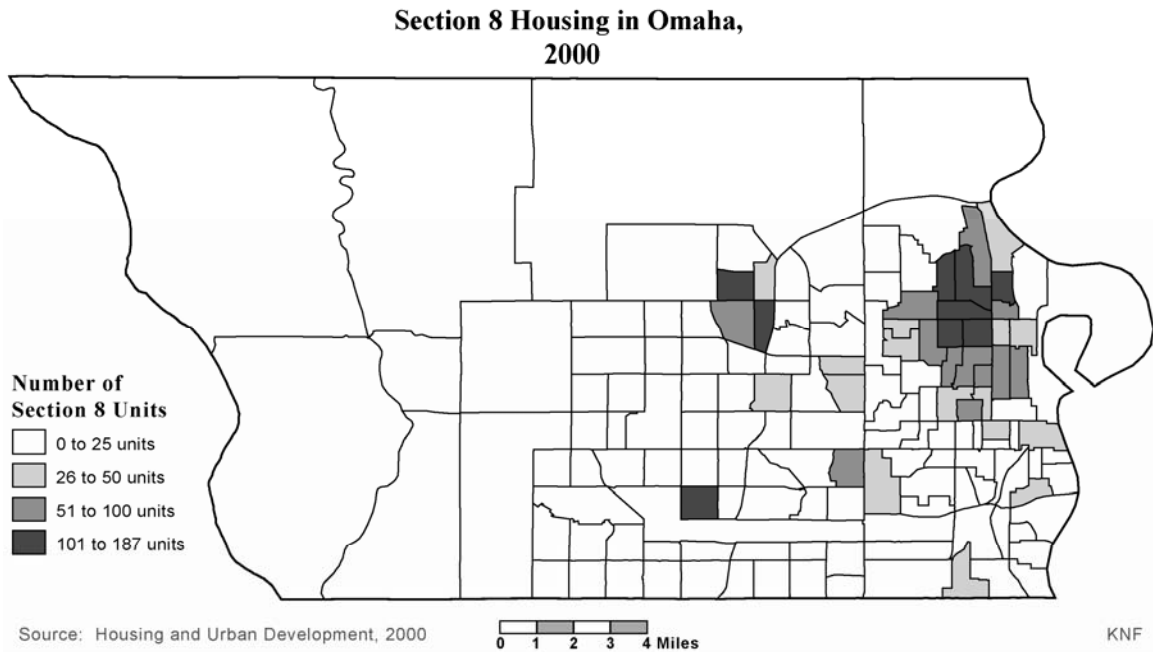 Section 8 Housing in Omaha,
2000
Number of
Section 8 Units
0 to 25 units
26 to 50 units
51 to 100 units
101 to 187 units
Source: Housing and Urban Development, 2000
0 1 2 3 4 Miles
KNF